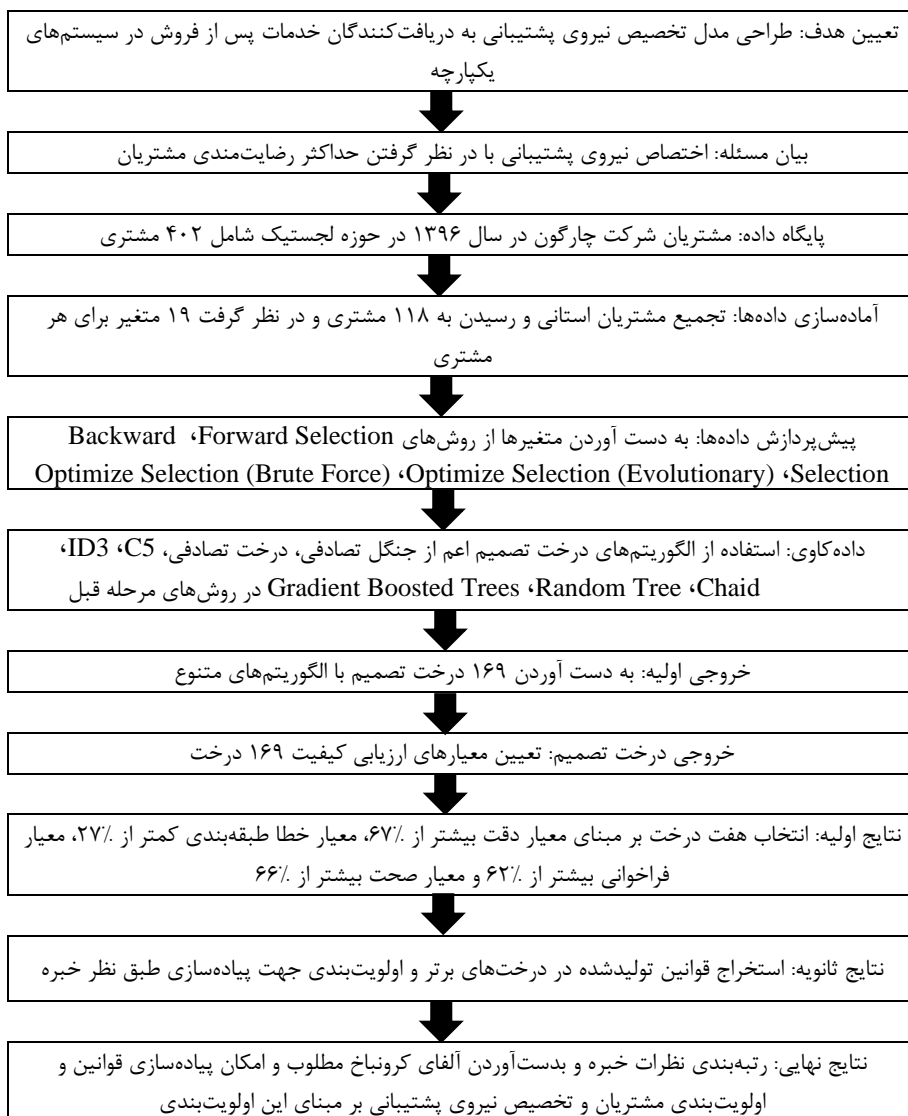 تعیین هدف: طراحی مدل تخصیص نیروی پشتیبانی به دریافت‌کنندگان خدمات پس از فروش در سیستم‌های
یکپارچه
بیان مسئله: اختصاص نیروی پشتیبانی با در نظر گرفتن حداکثر رضایت‌مندی مشتریان
پایگاه داده: مشتریان شرکت چارگون در سال ۱۳۹۶ در حوزه لجستیک شامل ۴۰۲ مشتری
آماده‌سازی داده‌ها: تجمیع مشتریان استانی و رسیدن به ۱۱۸ مشتری و در نظر گرفت ۱۹ متغیر برای هر
مشتری
پیش‌پردازش داده‌ها: به دست آوردن متغیرها از روش‌های Forward Selection، Backward
Selection، Optimize Selection (Evolutionary)، Optimize Selection (Brute Force)
داده‌کاوی: استفاده از الگوریتم‌های درخت تصمیم اعم از جنگل تصادفی، درخت تصادفی، C5، ID3،
Chaid، Random Tree، Gradient Boosted Trees در روش‌های مرحله قبل
خروجی اولیه: به دست آوردن ۱۶۹ درخت تصمیم با الگوریتم‌های متنوع
خروجی درخت تصمیم: تعیین معیارهای ارزیابی کیفیت ۱۶۹ درخت
نتایج اولیه: انتخاب هفت درخت بر مبنای معیار دقت بیشتر از ۶۷٪، معیار خطا طبقه‌بندی کمتر از ۲۷٪، معیار
فراخوانی بیشتر از ۶۲٪ و معیار صحت بیشتر از ۶۶٪
نتایج ثانویه: استخراج قوانین تولیدشده در درخت‌های برتر و اولویت‌بندی جهت پیاده‌سازی طبق نظر خبره
نتایج نهایی: رتبه‌بندی نظرات خبره و بدست‌آوردن آلفای کرونباخ مطلوب و امکان پیاده‌سازی قوانین و
اولویت‌بندی مشتریان و تخصیص نیروی پشتیبانی بر مبنای این اولویت‌بندی